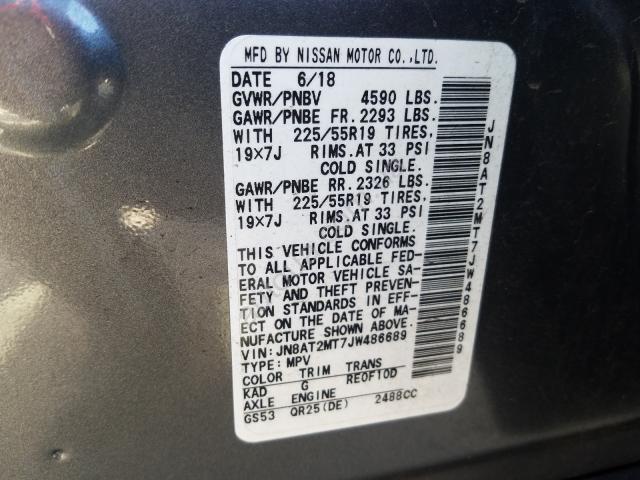 MFD BY NISSAN MOTOR CO.,LTD.
DATE 6/18
GVWR/PNBV 4590 LBS.
GAWR/PNBE FR. 2293 LBS.
WITH 225/55R19 TIRES,
19×7J RIMS. AT 33 PSI
COLD SINGLE.
GAWR/PNBE RR. 2326 LBS.
WITH 225/55R19 TIRES,
19×7J RIMS. AT 33 PSI
COLD SINGLE.
THIS VEHICLE CONFORMS
TO ALL APPLICABLE FED-
ERAL MOTOR VEHICLE SA-
FETY AND THEFT PREVEN-
TION STANDARDS IN EFF-
ECT ON THE DATE OF MA-
NUFACTURE SHOWN ABOVE.
VIN: JN8AT2MT7JW486689
TYPE: MPV
COLOR TRIM TRANS
KAD G RE0F10D
AXLE ENGINE
GS53 QR25(DE) 2488CC
JN8AT2MT7JW486689